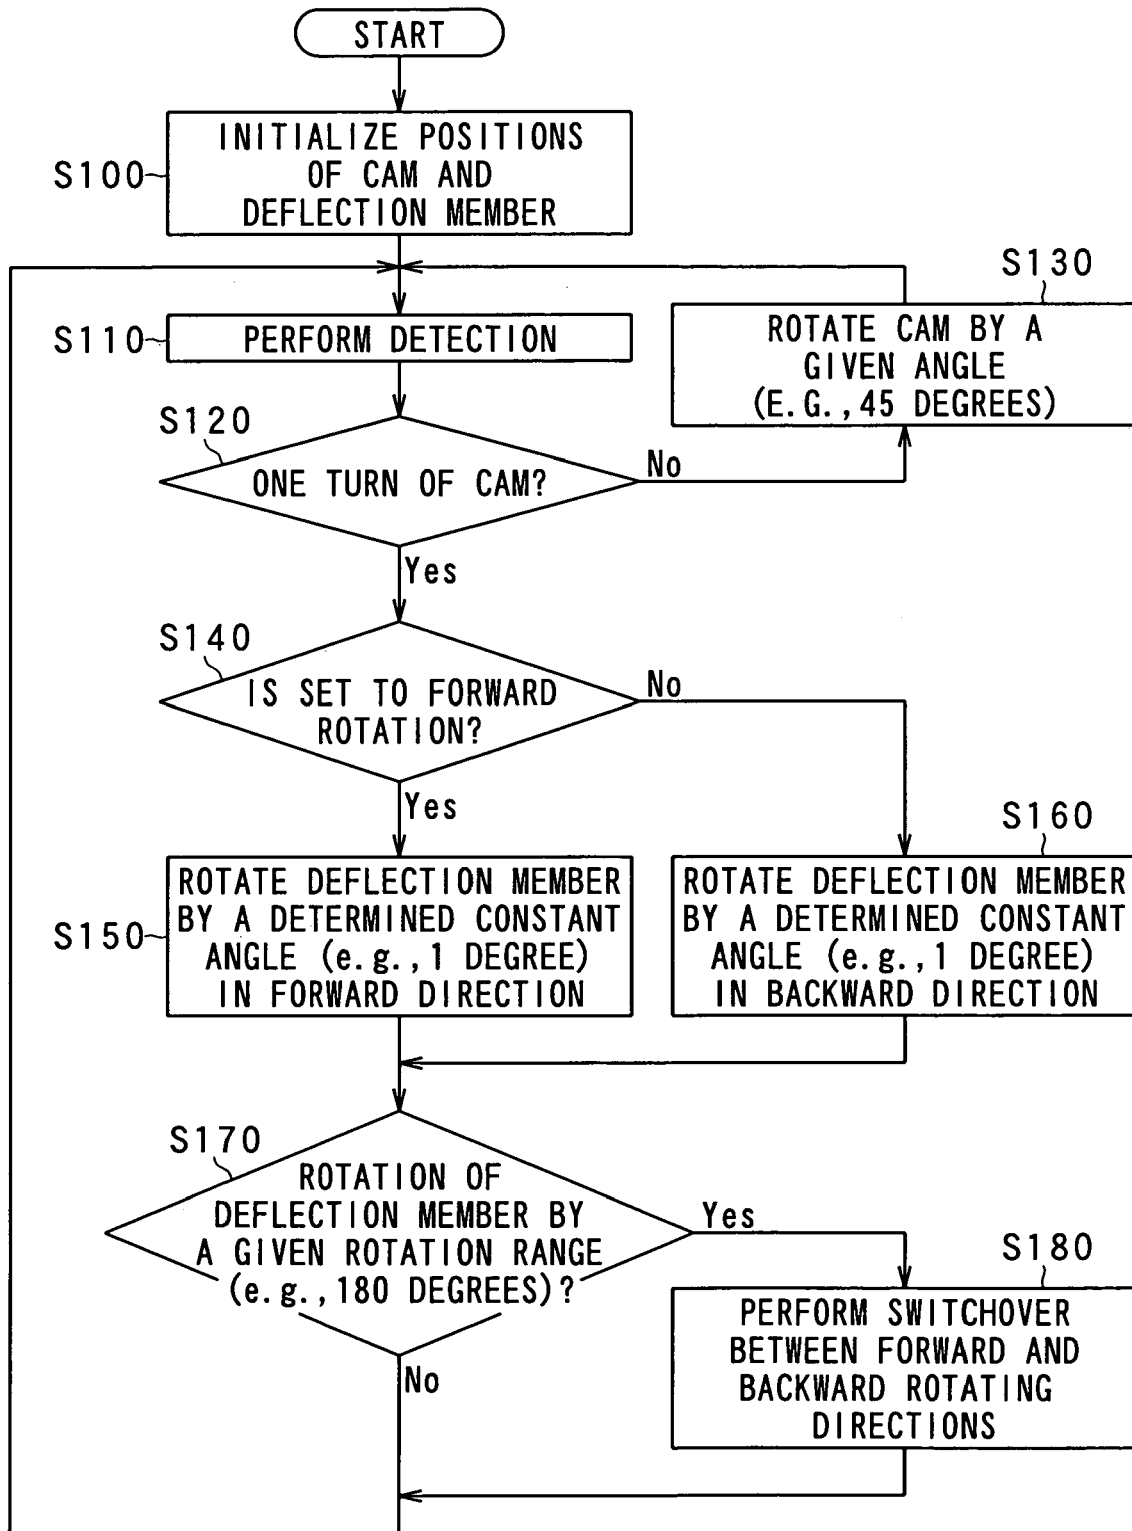 START
INITIALIZE POSITIONS
OF CAM AND
DEFLECTION MEMBER
S100
S130
ROTATE CAM BY A
GIVEN ANGLE
(E.G.,45 DEGREES)
S110
PERFORM DETECTION
S120
ONE TURN OF CAM?
No
Yes
S140
IS SET TO FORWARD
ROTATION?
No
Yes
S150
ROTATE DEFLECTION MEMBER
BY A DETERMINED CONSTANT
ANGLE (e.g.,1 DEGREE)
IN FORWARD DIRECTION
S160
ROTATE DEFLECTION MEMBER
BY A DETERMINED CONSTANT
ANGLE (e.g.,1 DEGREE)
IN BACKWARD DIRECTION
S170
ROTATION OF
DEFLECTION MEMBER BY
A GIVEN ROTATION RANGE
(e.g.,180 DEGREES)?
Yes
No
S180
PERFORM SWITCHOVER
BETWEEN FORWARD AND
BACKWARD ROTATING
DIRECTIONS